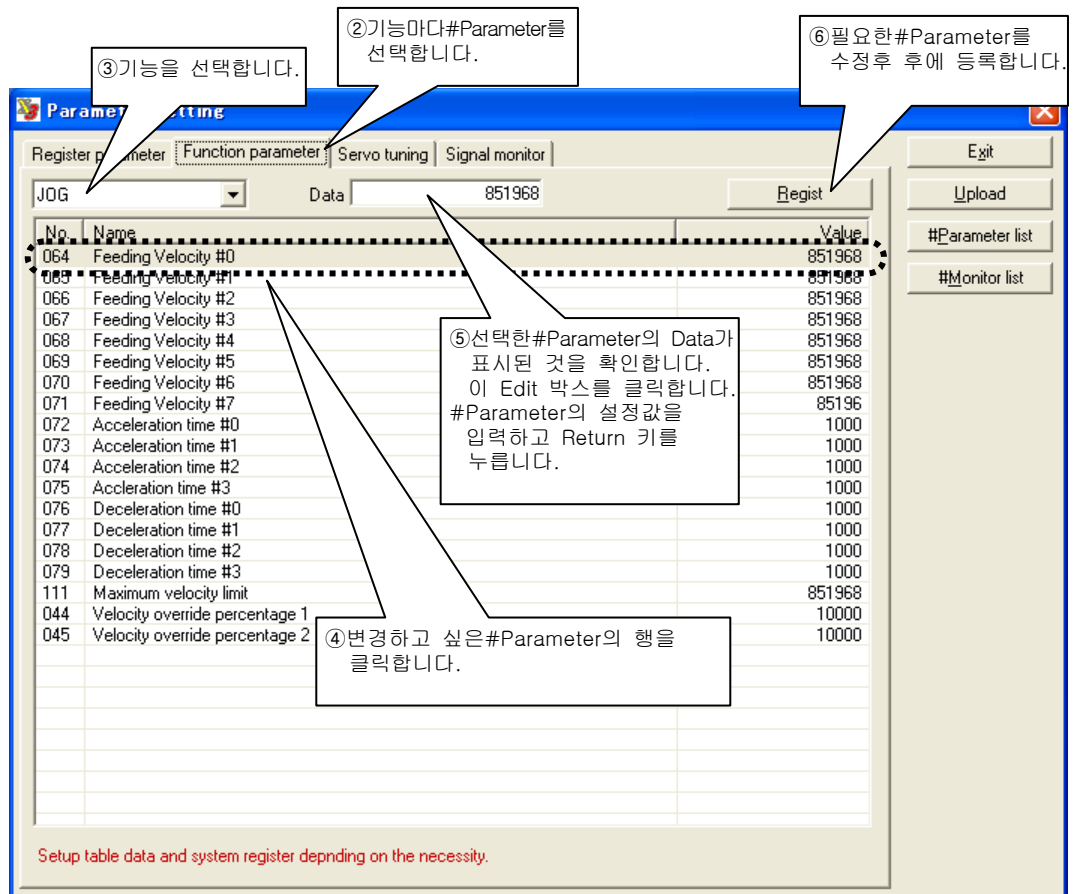 ②기능마다#Parameter를
선택합니다.
⑥필요한#Parameter를
수정후 후에 등록합니다.
③기능을 선택합니다.
Parameter setting
Register parameter Function parameter Servo tuning Signal monitor
Exit
JOG Data 851968 Regist
Upload
#Parameter list
#Monitor list
No. Name Value
064 Feeding Velocity #0 851968
065 Feeding Velocity #1 851968
066 Feeding Velocity #2 851968
067 Feeding Velocity #3 851968
068 Feeding Velocity #4 851968
069 Feeding Velocity #5 851968
070 Feeding Velocity #6 851968
071 Feeding Velocity #7 85196
072 Acceleration time #0 1000
073 Acceleration time #1 1000
074 Acceleration time #2 1000
075 Accleration time #3 1000
076 Deceleration time #0 1000
077 Deceleration time #1 1000
078 Deceleration time #2 1000
079 Deceleration time #3 1000
111 Maximum velocity limit 851968
044 Velocity override percentage 1 10000
045 Velocity override percentage 2 10000
⑤선택한#Parameter의 Data가
표시된 것을 확인합니다.
이 Edit 박스를 클릭합니다.
#Parameter의 설정값을
입력하고 Return 키를
누릅니다.
④변경하고 싶은#Parameter의 행을
클릭합니다.
Setup table data and system register depnding on the necessity.